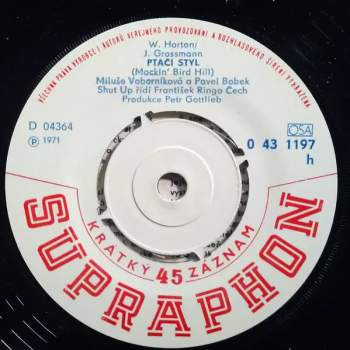 VŠECHNA PRÁVA VÝROBCE I AUTORŮ VEŘEJNÉHO PROVOZOVÁNÍ A ROZHLASOVÉHO ŠÍŘENÍ VYHRAZENA
W. Horton/
J. Grossmann
PTAČÍ STYL
(Mockin' Bird Hill)
Miluše Voborníková a Pavel Bobek
Shut Up řídí František Ringo Čech
Produkce Petr Gottlieb
D 04364
OSA
Ⓟ 1971
0 43 1197
h
KRÁTKÝ 45 ZÁZNAM
SUPRAPHON